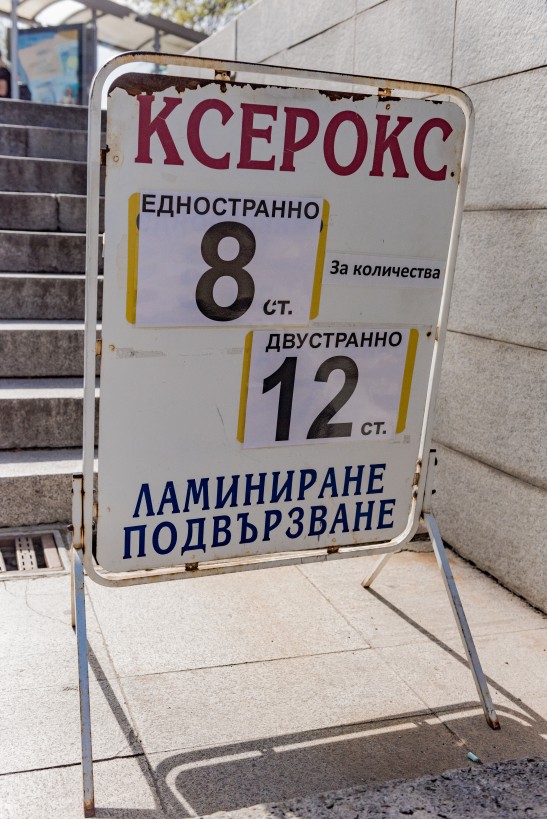 КСЕРОКС
ЕДНОСТРАННО
8 ст.
За количества
ДВУСТРАННО
12 ст.
ЛАМИНИРАНЕ
ПОДВЪРЗВАНЕ